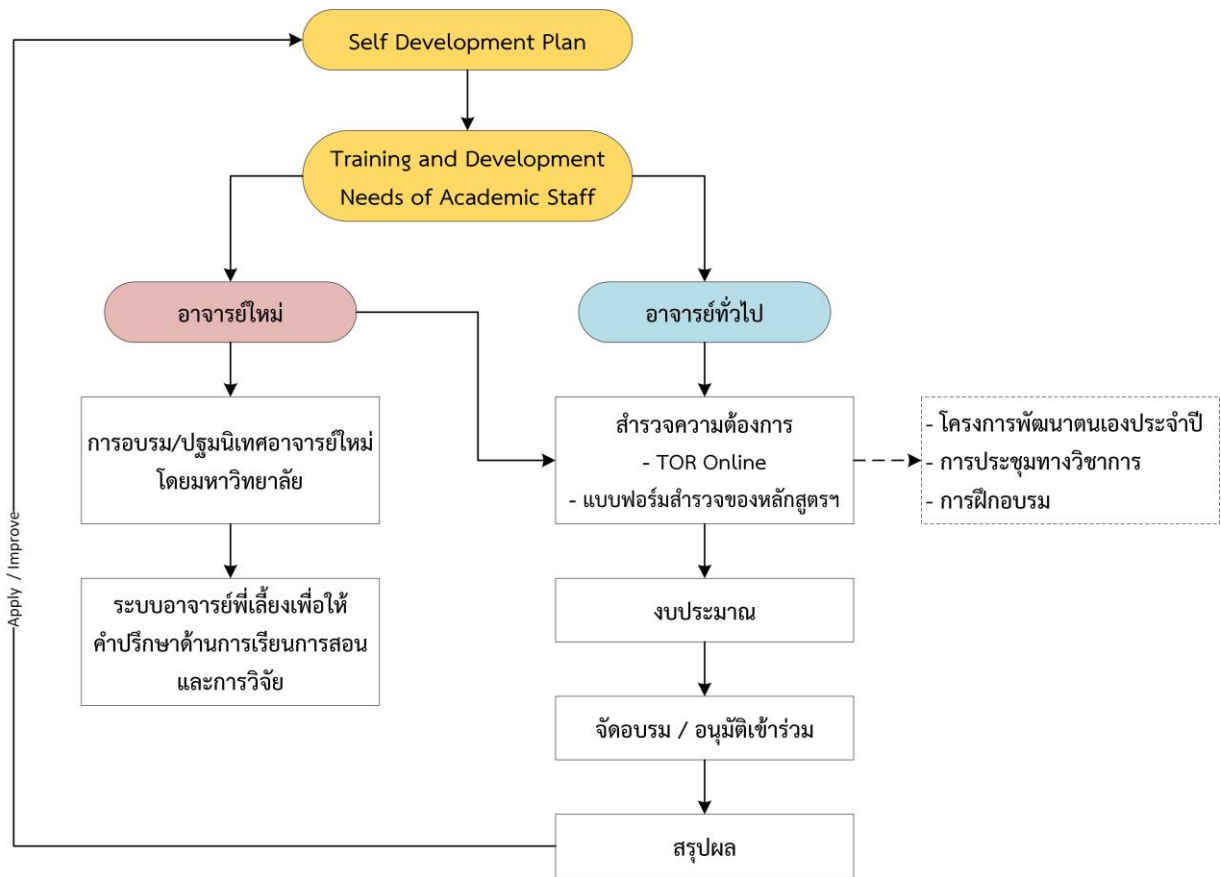 Self Development Plan
Training and Development
Needs of Academic Staff
อาจารย์ใหม่
อาจารย์ทั่วไป
การอบรม/ปฐมนิเทศอาจารย์ใหม่
โดยมหาวิทยาลัย
สำรวจความต้องการ
- TOR Online
- แบบฟอร์มสำรวจของหลักสูตรฯ
- โครงการพัฒนาตนเองประจำปี
- การประชุมทางวิชาการ
- การฝึกอบรม
ระบบอาจารย์พี่เลี้ยงเพื่อให้
คำปรึกษาด้านการเรียนการสอน
และการวิจัย
งบประมาณ
จัดอบรม / อนุมัติเข้าร่วม
สรุปผล
Apply / Improve